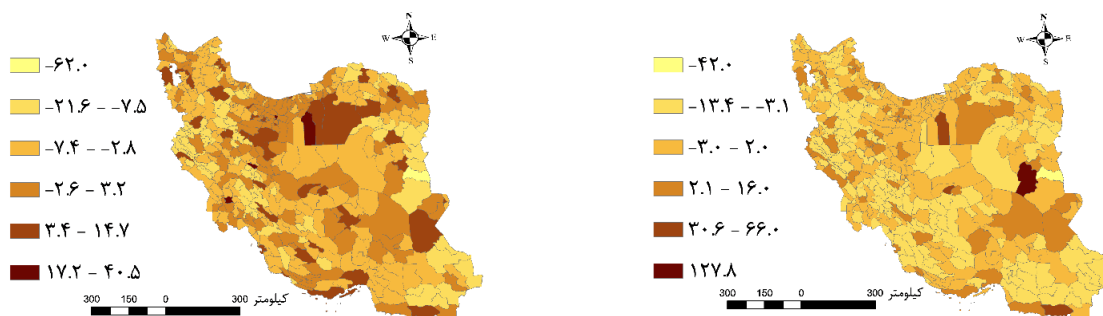 N
W E
S
-۶۲.۰
-۲۱.۶ - -۷.۵
-۷.۴ - -۲.۸
-۲.۶ - ۳.۲
۳.۴ - ۱۴.۷
۱۷.۲ - ۴۰.۵
300 150 0 300 کیلومتر
N
W E
S
-۴۲.۰
-۱۳.۴ - -۳.۱
-۳.۰ - ۲.۰
۲.۱ - ۱۶.۰
۳۰.۶ - ۶۶.۰
۱۲۷.۸
300 150 0 300 کیلومتر